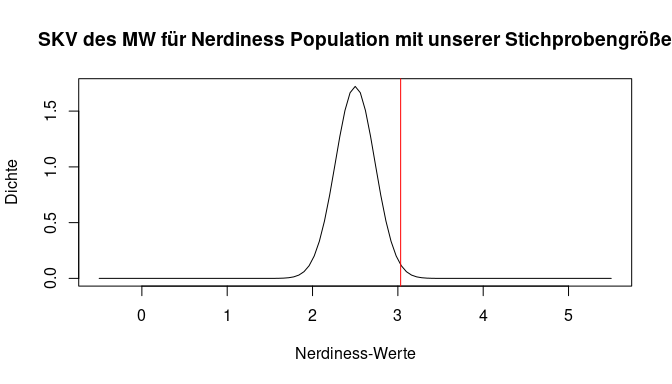 SKV des MW für Nerdiness Population mit unserer Stichprobengröße
Dichte
1.5
1.0
0.5
0.0
0 1 2 3 4 5
Nerdiness-Werte